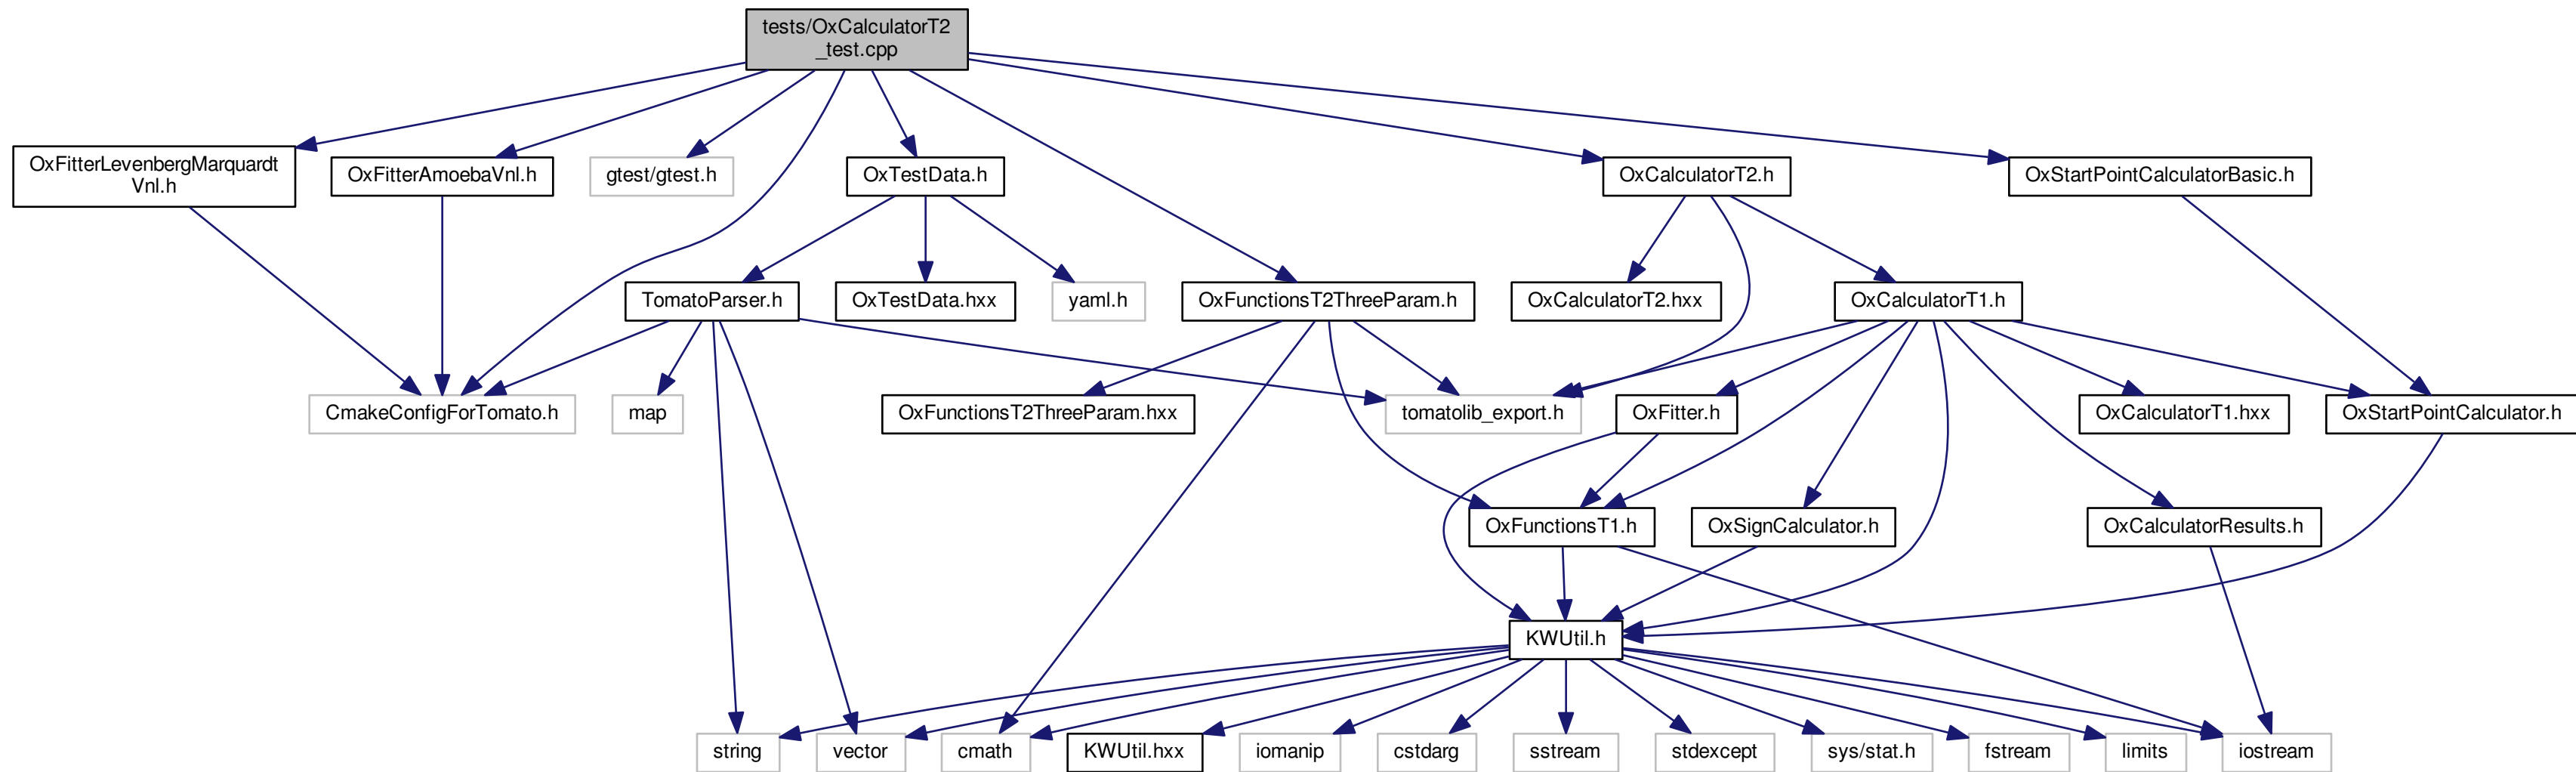 tests/OxCalculatorT2
_test.cpp
OxFitterLevenbergMarquardt
Vnl.h
OxFitterAmoebaVnl.h
gtest/gtest.h
OxTestData.h
OxCalculatorT2.h
OxStartPointCalculatorBasic.h
TomatoParser.h
OxTestData.hxx
yaml.h
OxFunctionsT2ThreeParam.h
OxCalculatorT2.hxx
OxCalculatorT1.h
CmakeConfigForTomato.h
map
OxFunctionsT2ThreeParam.hxx
tomatolib_export.h
OxFitter.h
OxCalculatorT1.hxx
OxStartPointCalculator.h
OxFunctionsT1.h
OxSignCalculator.h
OxCalculatorResults.h
KWUtil.h
string
vector
cmath
KWUtil.hxx
iomanip
cstdarg
sstream
stdexcept
sys/stat.h
fstream
limits
iostream